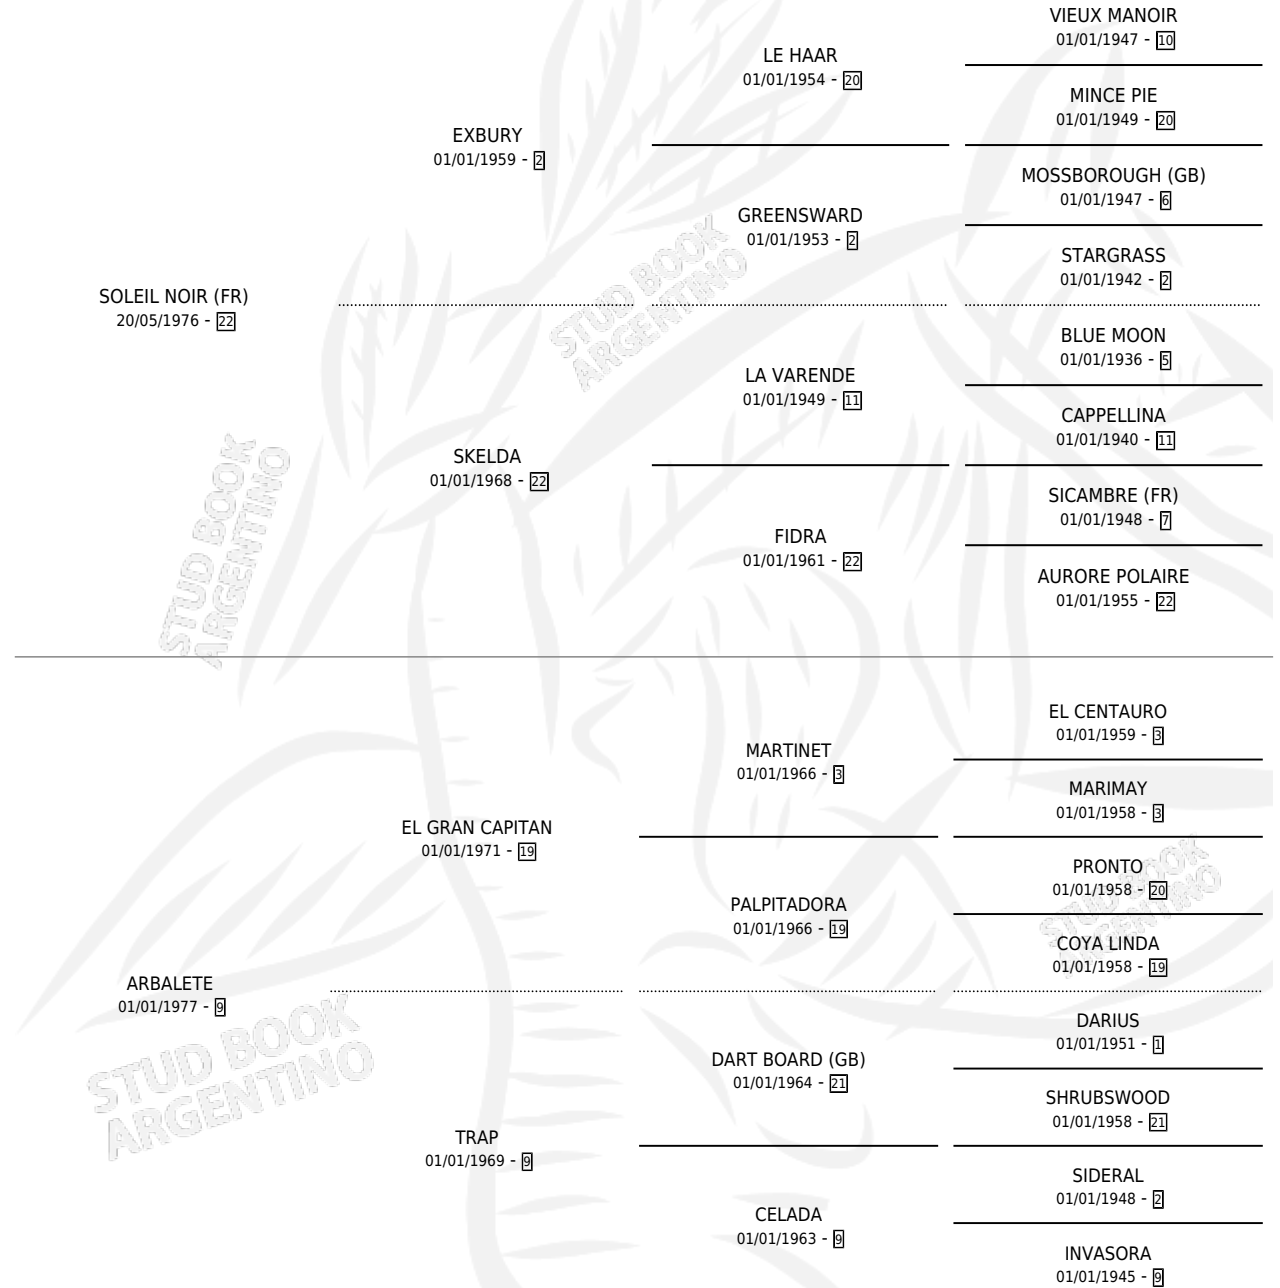 VIEUX MANOIR
01/01/1947 - 10
LE HAAR
01/01/1954 - 20
MINCE PIE
01/01/1949 - 20
EXBURY
01/01/1959 - 2
MOSSBOROUGH (GB)
01/01/1947 - 6
GREENSWARD
01/01/1953 - 2
STARGRASS
01/01/1942 - 2
SOLEIL NOIR (FR)
20/05/1976 - 22
BLUE MOON
01/01/1936 - 5
LA VARENDE
01/01/1949 - 11
CAPPELLINA
01/01/1940 - 11
SKELDA
01/01/1968 - 22
SICAMBRE (FR)
01/01/1948 - 7
FIDRA
01/01/1961 - 22
AURORE POLAIRE
01/01/1955 - 22
EL CENTAURO
01/01/1959 - 3
MARTINET
01/01/1966 - 3
MARIMAY
01/01/1958 - 3
EL GRAN CAPITAN
01/01/1971 - 19
PRONTO
01/01/1958 - 20
PALPITADORA
01/01/1966 - 19
COYA LINDA
01/01/1958 - 19
ARBALETE
01/01/1977 - 9
DARIUS
01/01/1951 - 1
DART BOARD (GB)
01/01/1964 - 21
SHRUBSWOOD
01/01/1958 - 21
TRAP
01/01/1969 - 9
SIDERAL
01/01/1948 - 2
CELADA
01/01/1963 - 9
INVASORA
01/01/1945 - 9
STUD BOOK
ARGENTINO
STUD BOOK
ARGENTINO
STUD BOOK
ARGENTINO
STUD BOOK
ARGENTINO